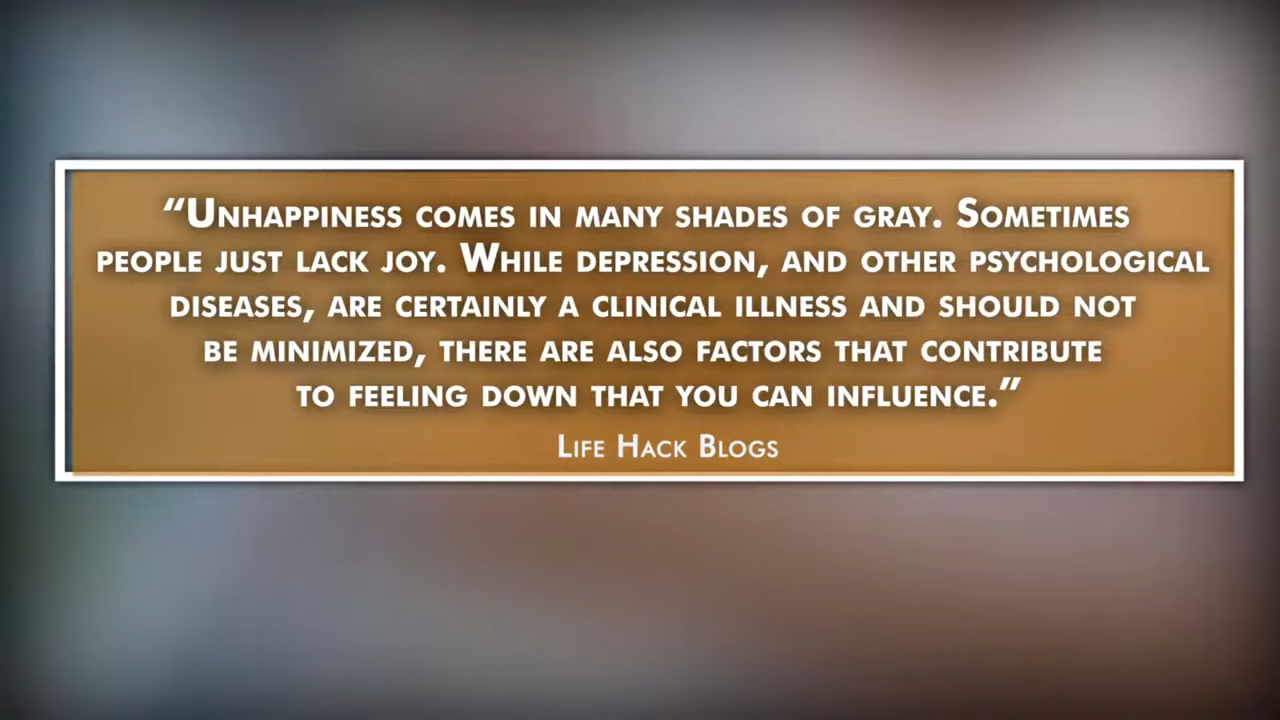 “Unhappiness comes in many shades of gray. Sometimes
people just lack joy. While depression, and other psychological
diseases, are certainly a clinical illness and should not
be minimized, there are also factors that contribute
to feeling down that you can influence.”
Life Hack Blogs